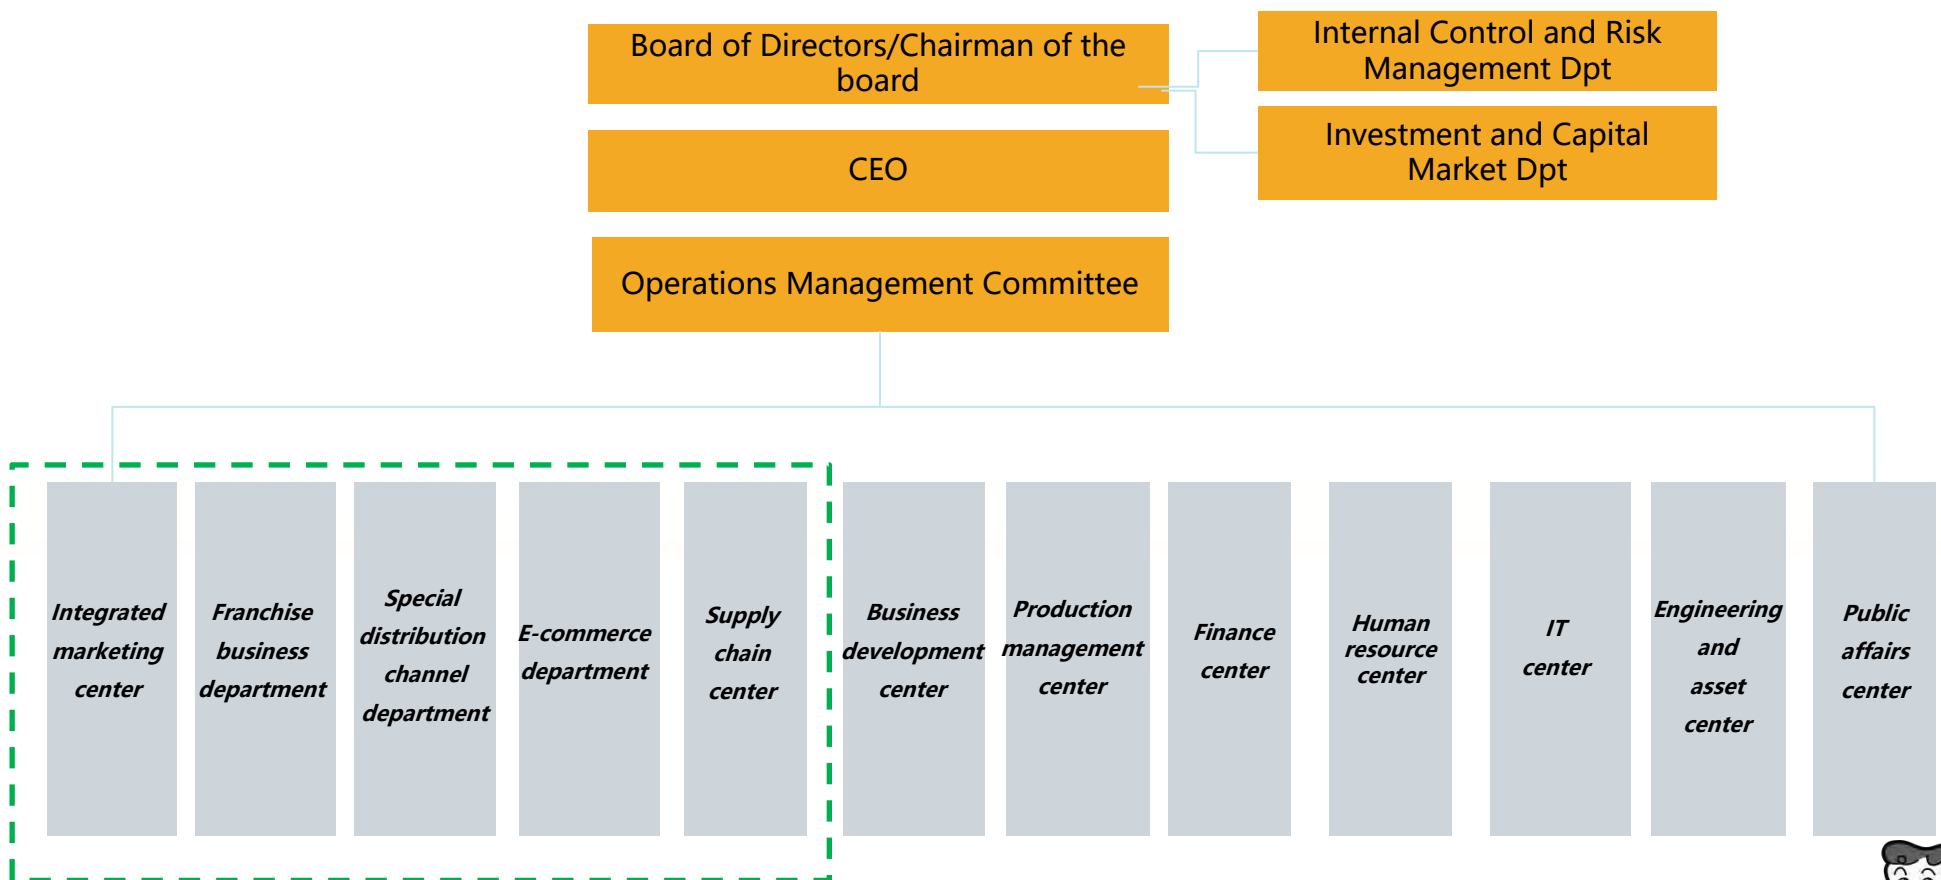 Board of Directors/Chairman of the
board
Internal Control and Risk
Management Dpt
Investment and Capital
Market Dpt
CEO
Operations Management Committee
Integrated
marketing
center
Franchise
business
department
Special
distribution
channel
department
E-commerce
department
Supply
chain
center
Business
development
center
Production
management
center
Finance
center
Human
resource
center
IT
center
Engineering
and
asset
center
Public
affairs
center